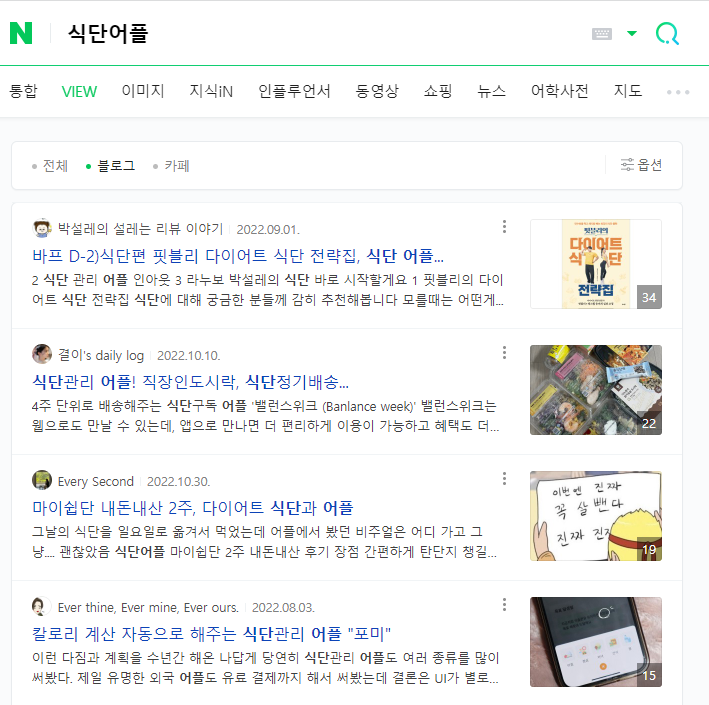 N 식단어플
통합 VIEW 이미지 지식iN 인플루언서 동영상 쇼핑 뉴스 어학사전 지도
전체 블로그 카페 옵션
박설레의 설레는 리뷰 이야기 2022.09.01.
바프 D-2)식단편 핏블리 다이어트 식단 전략집, 식단 어플...
2 식단 관리 어플 인아웃 3 라누보 박설레의 식단 바로 시작할게요 1 핏블리의 다이
어트 식단 전략집 식단에 대해 궁금한 분들께 감히 추천해봅니다 모를때는 어떤게...
핏블리의
다이어트
식단
전략집
34
결이's daily log 2022.10.10.
식단관리 어플! 직장인도시락, 식단정기배송...
4주 단위로 배송해주는 식단구독 어플 '밸런스위크 (Banlance week)' 밸런스위크는
웹으로도 만날 수 있는데, 앱으로 만나면 더 편리하게 이용이 가능하고 혜택도 더...
22
Every Second 2022.10.30.
마이쉽단 내돈내산 2주, 다이어트 식단과 어플
그날의 식단을 일요일로 옮겨서 먹었는데 어플에서 봤던 비주얼은 어디 가고 그
냥.... 괜찮았음 식단어플 마이쉽단 2주 내돈내산 후기 장점 간편하게 탄단지 챙길...
이번엔 진짜
꼭 살 뺀다
진짜 진
19
Ever thine, Ever mine, Ever ours. 2022.08.03.
칼로리 계산 자동으로 해주는 식단관리 어플 "포미"
이런 다짐과 계획을 수년간 해온 나답게 당연히 식단관리 어플도 여러 종류를 많이
써봤다. 제일 유명한 외국 어플도 유료 결제까지 해서 써봤는데 결론은 UI가 별로...
15